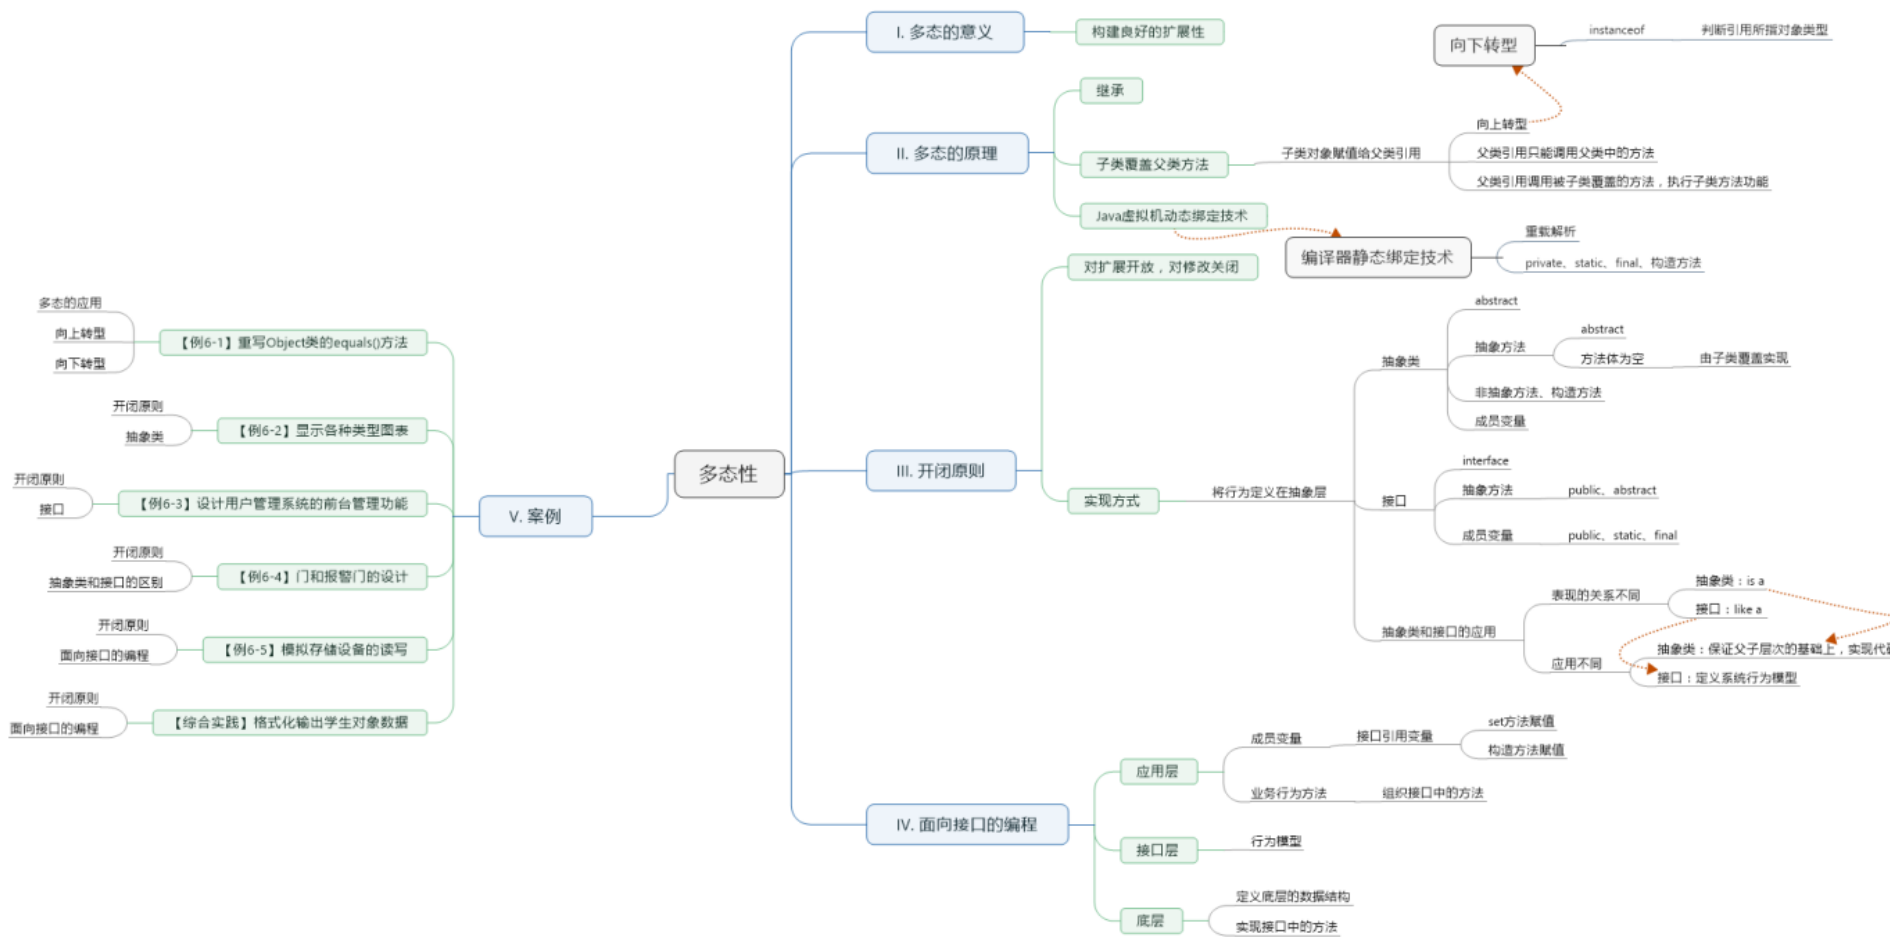 多态性
I. 多态的意义
构建良好的扩展性
II. 多态的原理
继承
子类覆盖父类方法
子类对象赋值给父类引用
向上转型
父类引用只能调用父类中的方法
父类引用调用被子类覆盖的方法，执行子类方法功能
向下转型
instanceof
判断引用所指对象类型
Java虚拟机动态绑定技术
编译器静态绑定技术
重载解析
private、static、final、构造方法
III. 开闭原则
对扩展开放，对修改关闭
实现方式
将行为定义在抽象层
抽象类
abstract
抽象方法
abstract
方法体为空
由子类覆盖实现
非抽象方法、构造方法
成员变量
接口
interface
抽象方法
public、abstract
成员变量
public、static、final
抽象类和接口的应用
表现的关系不同
抽象类：is a
接口：like a
应用不同
抽象类：保证父子层次的基础上，实现代
接口：定义系统行为模型
IV. 面向接口的编程
应用层
成员变量
接口引用变量
set方法赋值
构造方法赋值
业务行为方法
组织接口中的方法
接口层
行为模型
底层
定义底层的数据结构
实现接口中的方法
V. 案例
【例6-1】重写Object类的equals()方法
多态的应用
向上转型
向下转型
【例6-2】显示各种类型图表
开闭原则
抽象类
【例6-3】设计用户管理系统的前台管理功能
开闭原则
接口
【例6-4】门和报警门的设计
开闭原则
抽象类和接口的区别
【例6-5】模拟存储设备的读写
开闭原则
面向接口的编程
【综合实践】格式化输出学生对象数据
开闭原则
面向接口的编程